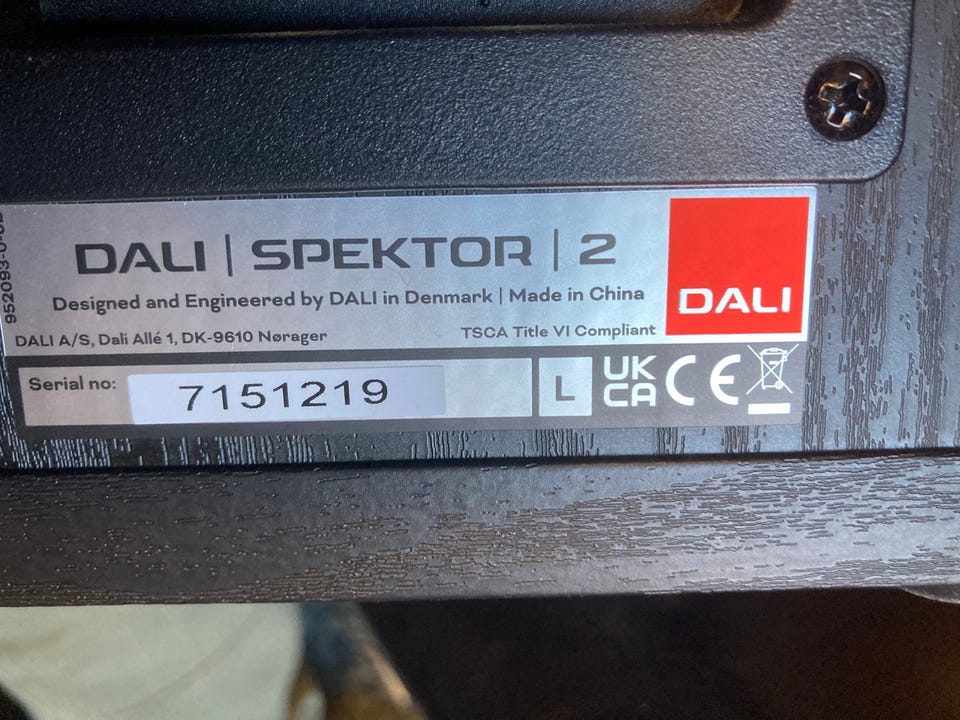 DALI | SPEKTOR | 2
Designed and Engineered by DALI in Denmark | Made in China
DALI A/S, Dali Allé 1, DK-9610 Nørager
TSCA Title VI Compliant
DALI
Serial no: 7151219
L
UK
CA
CE